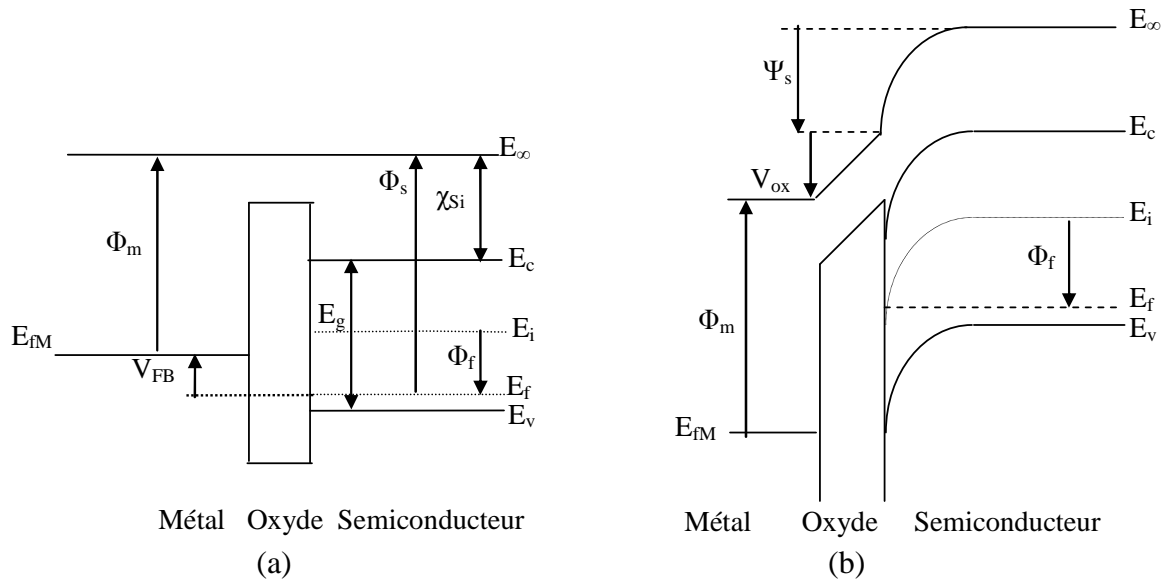 E∞
Φs
χSi
Φm
Ec
Eg
EfM
Ei
VFB
Φf
Ef
Ev
Métal Oxyde Semiconducteur
(a)
E∞
Ψs
Ec
Vox
Ei
Φf
Φm
Ef
Ev
EfM
Métal Oxyde Semiconducteur
(b)